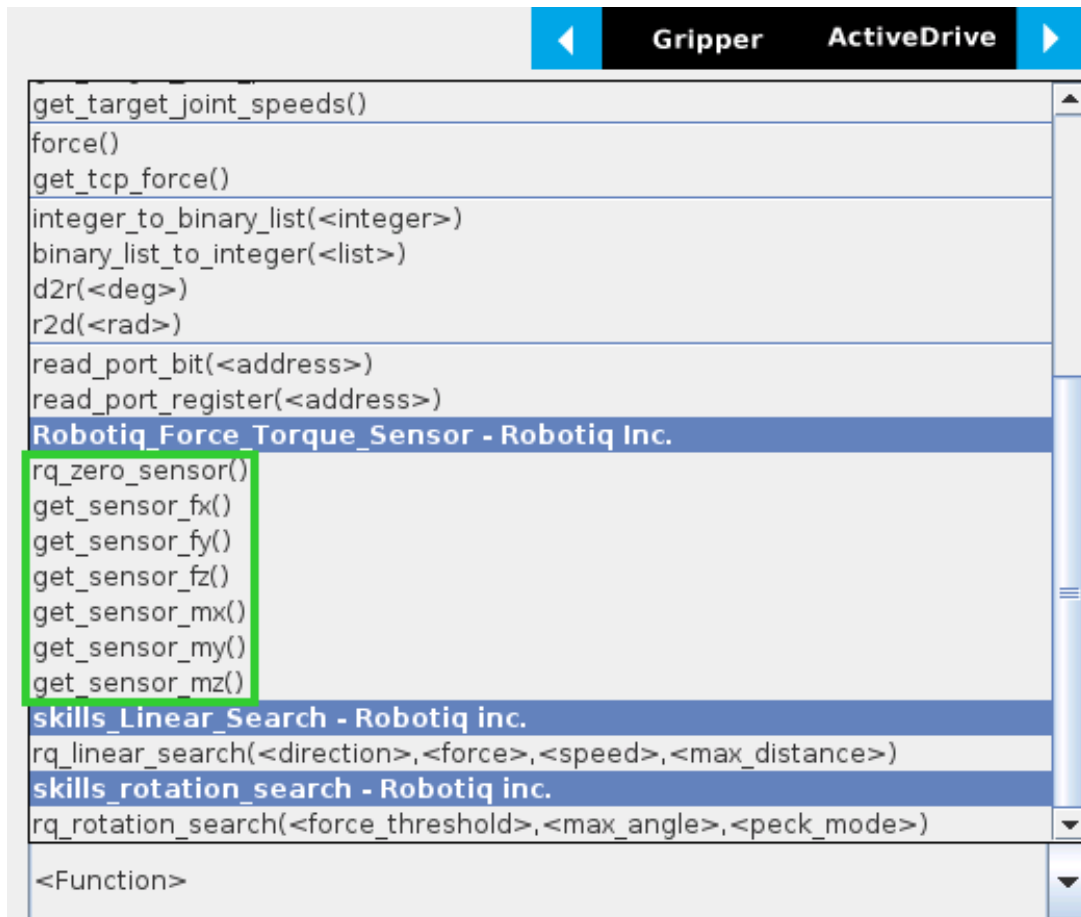 Gripper ActiveDrive
get_target_joint_speeds()
force()
get_tcp_force()
integer_to_binary_list(<integer>)
binary_list_to_integer(<list>)
d2r(<deg>)
r2d(<rad>)
read_port_bit(<address>)
read_port_register(<address>)
Robotiq_Force_Torque_Sensor - Robotiq Inc.
rq_zero_sensor()
get_sensor_fx()
get_sensor_fy()
get_sensor_fz()
get_sensor_mx()
get_sensor_my()
get_sensor_mz()
skills_Linear_Search - Robotiq inc.
rq_linear_search(<direction>,<force>,<speed>,<max_distance>)
skills_rotation_search - Robotiq inc.
rq_rotation_search(<force_threshold>,<max_angle>,<peck_mode>)
<Function>